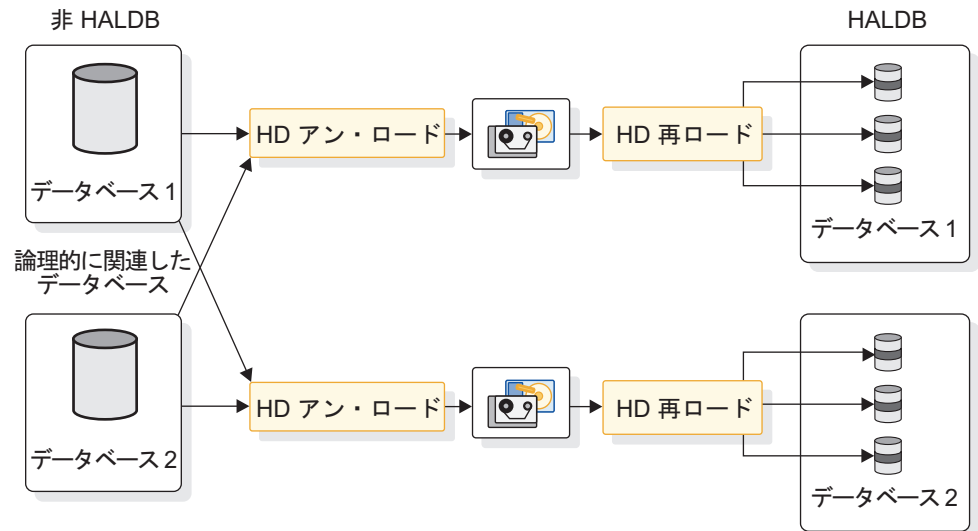 非 HALDB
HALDB
HD アン・ロード
HD 再ロード
データベース 1
データベース 1
論理的に関連した
データベース
HD アン・ロード
HD 再ロード
データベース 2
データベース 2